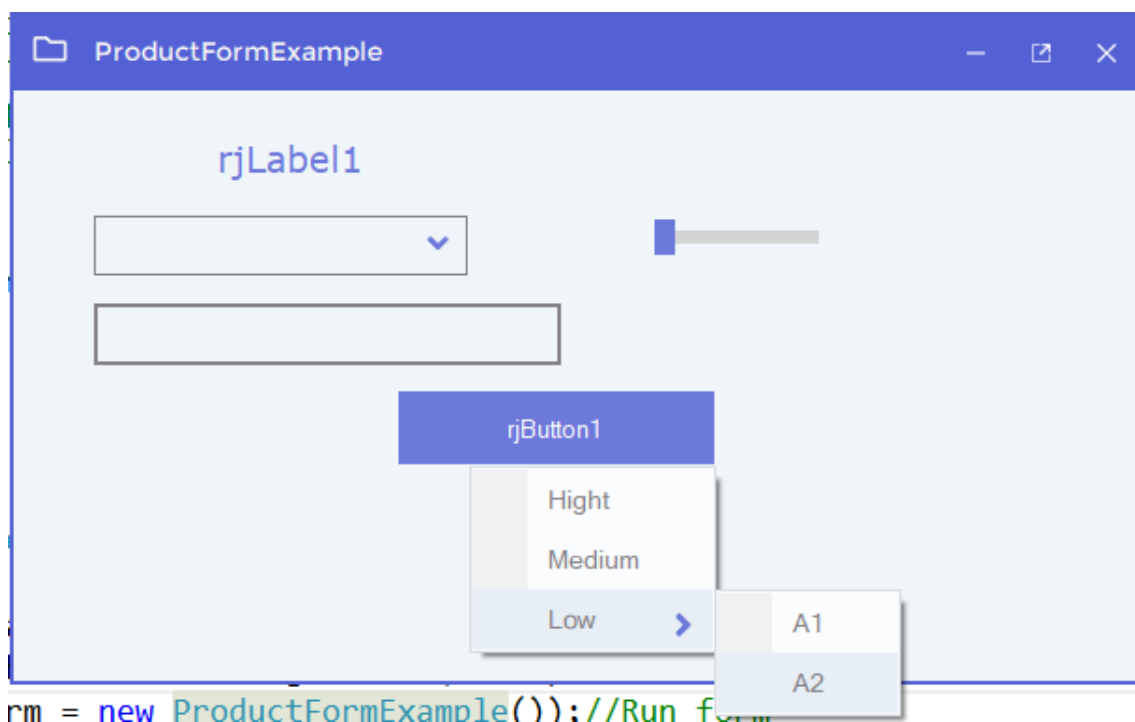 ProductFormExample
rjLabel1
rjButton1
Hight
Medium
Low
A1
A2
rm = new ProductFormExample());//Run form